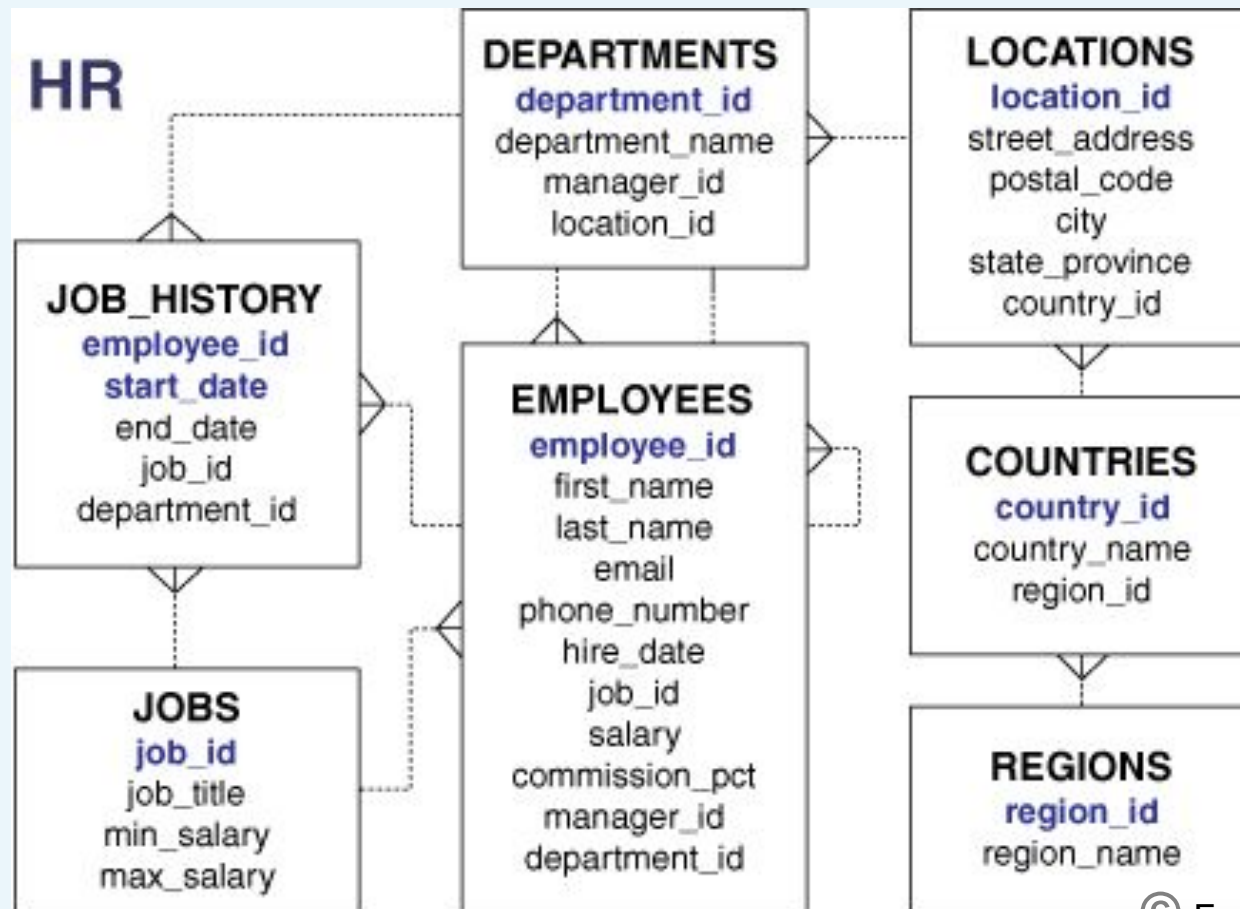 HR
DEPARTMENTS
department_id
department_name
manager_id
location_id
LOCATIONS
location_id
street_address
postal_code
city
state_province
country_id
JOB_HISTORY
employee_id
start_date
end_date
job_id
department_id
EMPLOYEES
employee_id
first_name
last_name
email
phone_number
hire_date
job_id
salary
commission_pct
manager_id
department_id
COUNTRIES
country_id
country_name
region_id
JOBS
job_id
job_title
min_salary
max_salary
REGIONS
region_id
region_name
©